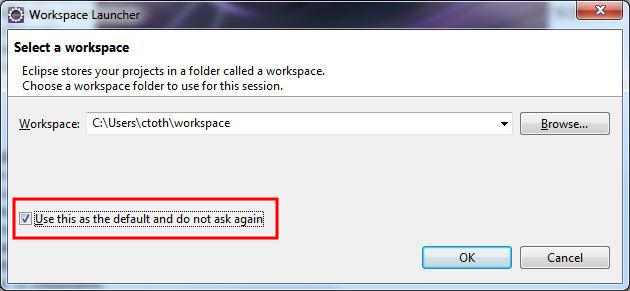 Workspace Launcher
Select a workspace
Eclipse stores your projects in a folder called a workspace.
Choose a workspace folder to use for this session.
Workspace: C:\Users\ctoth\workspace Browse...
Use this as the default and do not ask again
OK Cancel